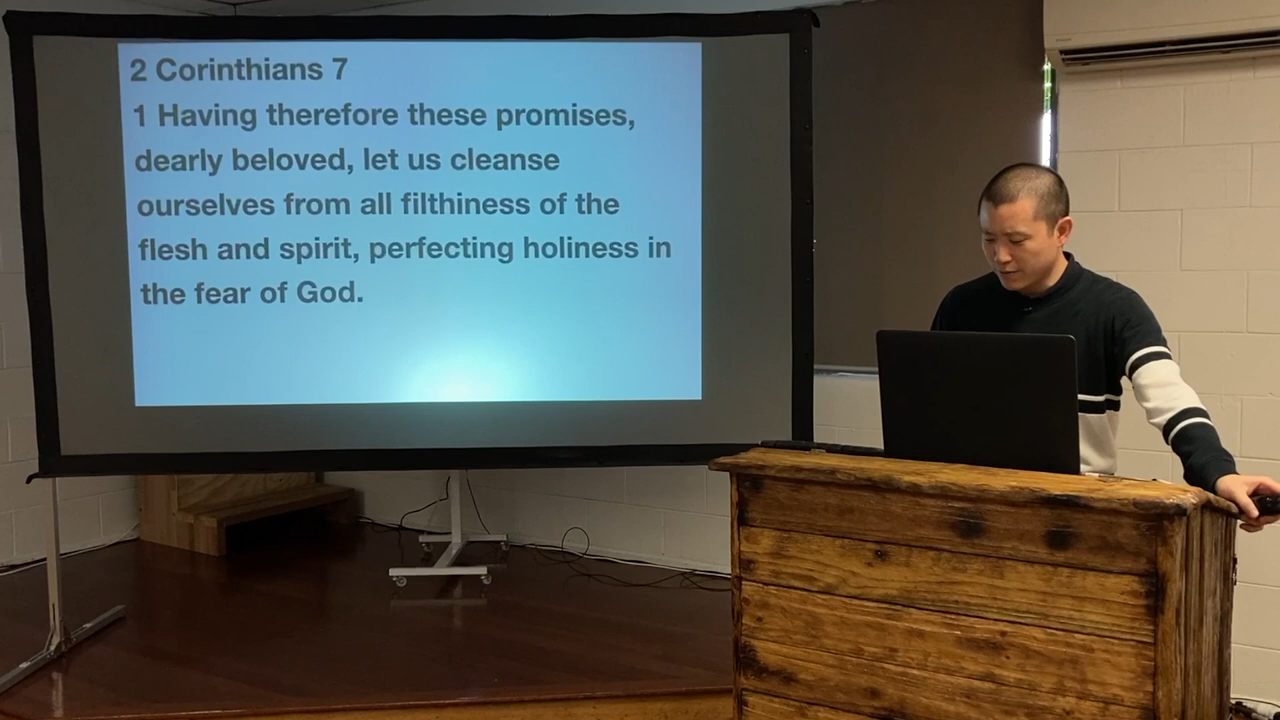 2 Corinthians 7
1 Having therefore these promises,
dearly beloved, let us cleanse
ourselves from all filthiness of the
flesh and spirit, perfecting holiness in
the fear of God.